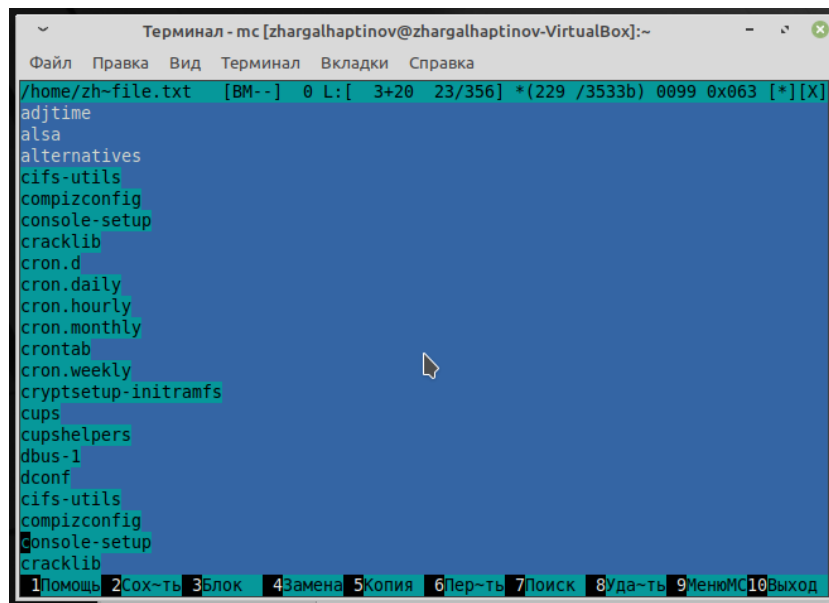 Терминал - mc [zhargalhaptinov@zhargalhaptinov-VirtualBox]:~
Файл Правка Вид Терминал Вкладки Справка
/home/zh~file.txt [BM--] 0 L:[ 3+20 23/356] *(229 /3533b) 0099 0x063 [*][X]
adjtime
alsa
alternatives
cifs-utils
compizconfig
console-setup
cracklib
cron.d
cron.daily
cron.hourly
cron.monthly
crontab
cron.weekly
cryptsetup-initramfs
cups
cupshelpers
dbus-1
dconf
cifs-utils
compizconfig
console-setup
cracklib
1Помощь 2Сох~ть 3Блок 4Замена 5Копия 6Пер~ть 7Поиск 8Уда~ть 9МенюМС 10Выход